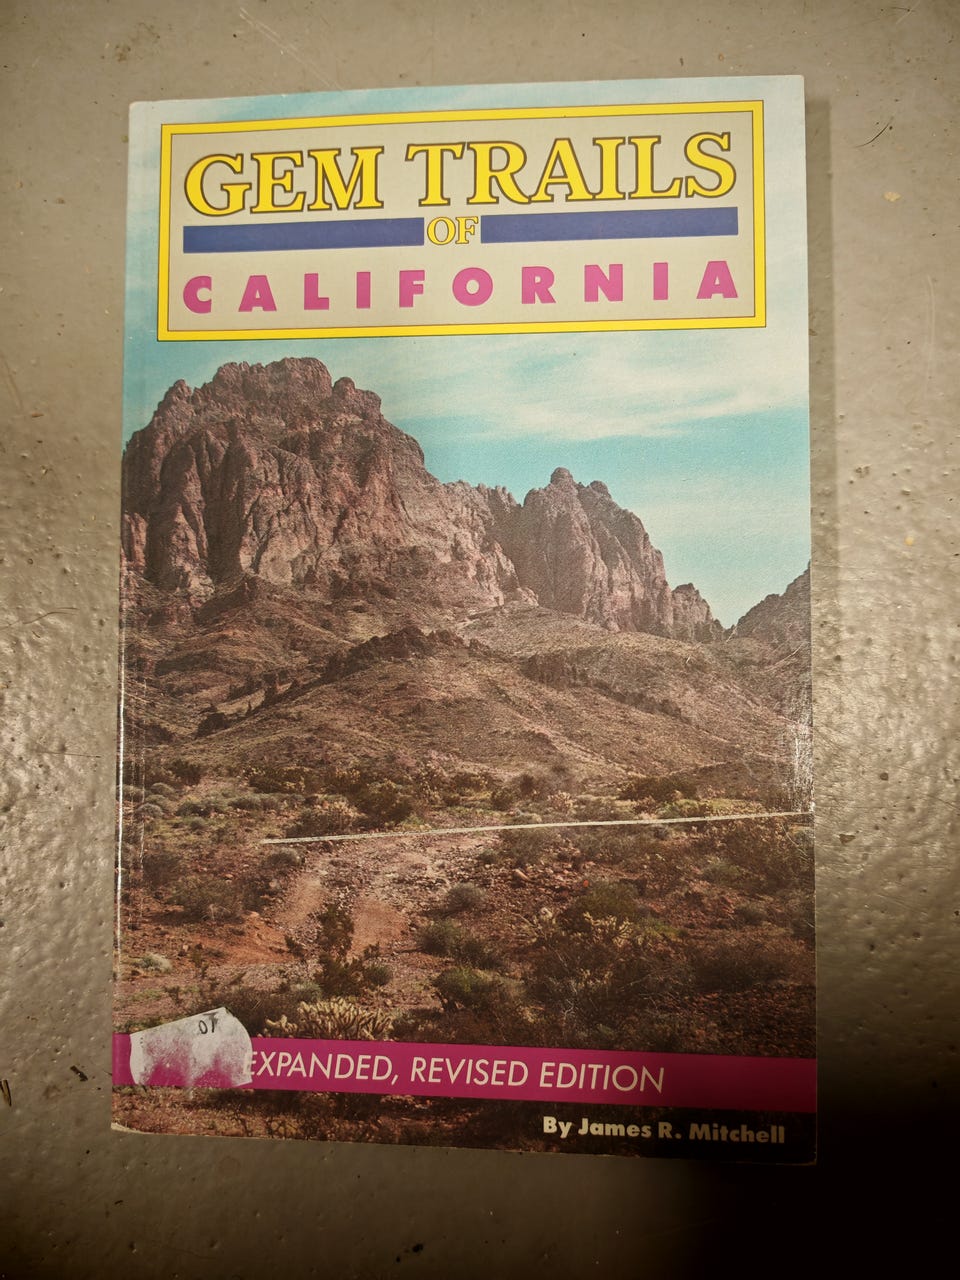 GEM TRAILS
OF
CALIFORNIA
EXPANDED, REVISED EDITION
By James R. Mitchell